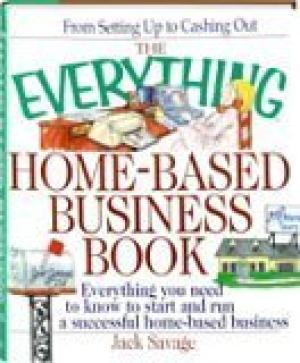 From Setting Up to Cashing Out
THE
EVERYTHING
HOME-BASED
BUSINESS
BOOK
Everything you need
to know to start and run
a successful home-based business
Jack Savage